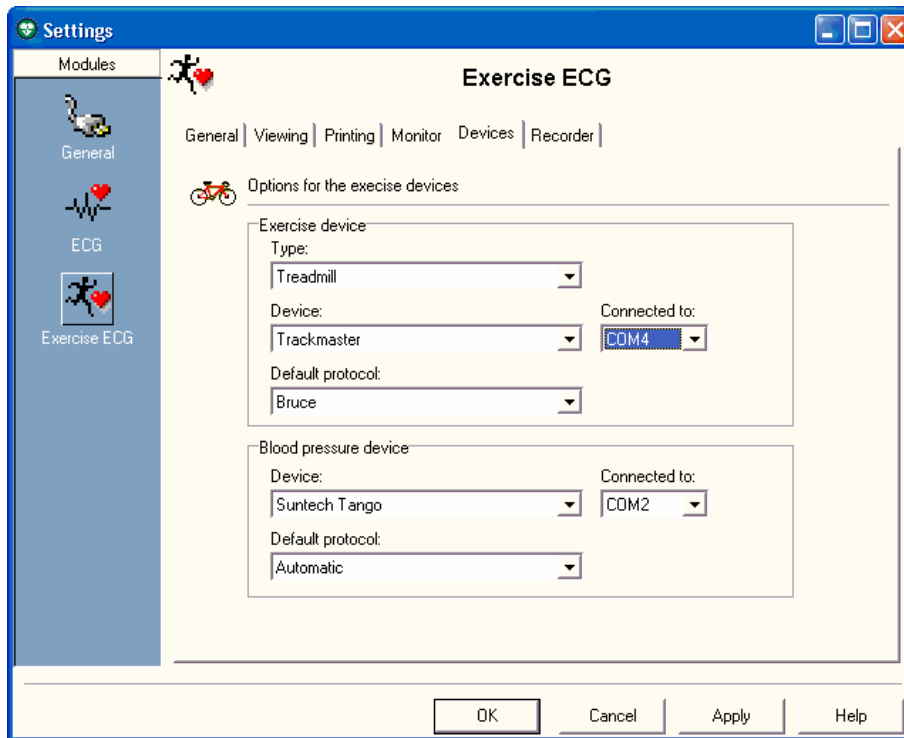 Settings
Modules
General
ECG
Exercise ECG
Exercise ECG
General Viewing Printing Monitor Devices Recorder
Options for the execise devices
Exercise device
Type:
Treadmill
Device: Connected to:
Trackmaster COM4
Default protocol:
Bruce
Blood pressure device
Device: Connected to:
Suntech Tango COM2
Default protocol:
Automatic
OK Cancel Apply Help